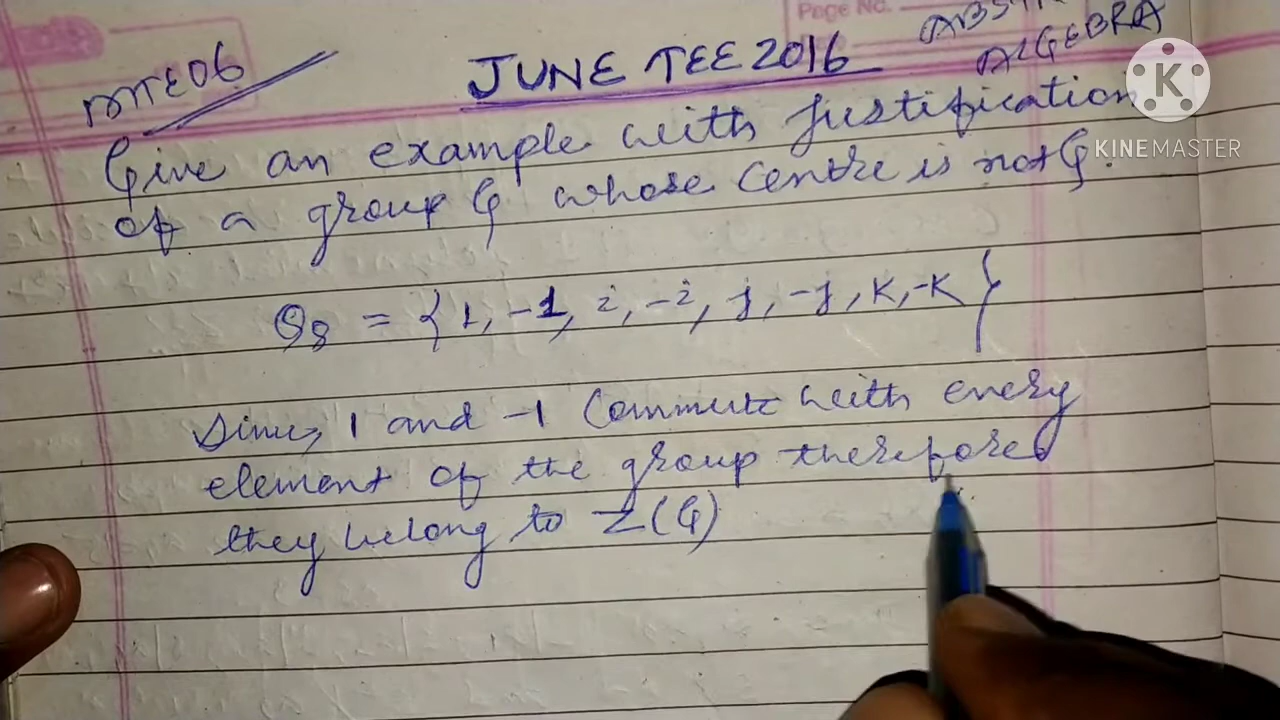 Page No.
ABSTR
ALGEBRA
MTE06
JUNE TEE 2016
K
KINEMASTER
Give an example with justification
of a group G whose centre is not G.
Q8 = {1, -1, i, -i, j, -j, K, -K}
Since, 1 and -1 Commute with every
element of the group therefore
they belong to Z(G)